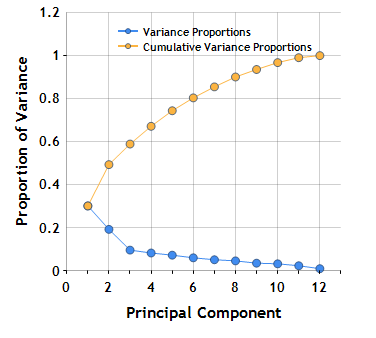 1.2
Variance Proportions
Cumulative Variance Proportions
1
0.8
0.6
0.4
0.2
0
0 2 4 6 8 10 12
Proportion of Variance
Principal Component